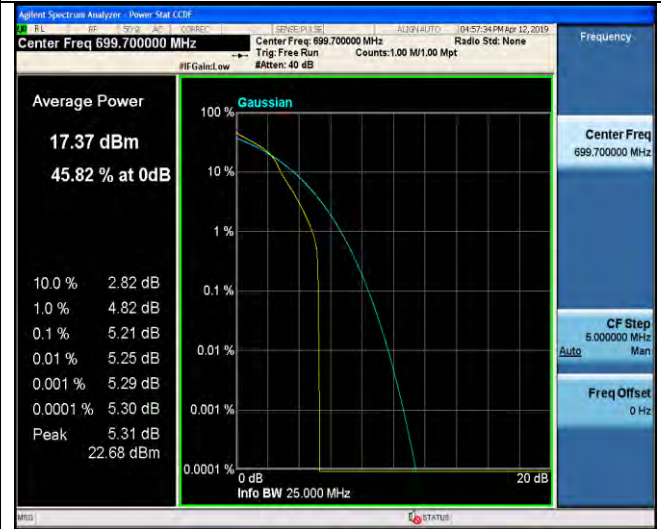 Agilent Spectrum Analyzer - Power Stat CCDF
RL RF 50 Ω AC CORREC SENSE:PULSE ALIGN AUTO 04:57:34 PM Apr 12, 2019
Center Freq 699.700000 MHz
Center Freq: 699.700000 MHz Radio Std: None
Trig: Free Run Counts:1.00 M/1.00 Mpt
#IFGain:Low #Atten: 40 dB
Frequency
Average Power
17.37 dBm
45.82 % at 0dB
10.0 % 2.82 dB
1.0 % 4.82 dB
0.1 % 5.21 dB
0.01 % 5.25 dB
0.001 % 5.29 dB
0.0001 % 5.30 dB
Peak 5.31 dB
22.68 dBm
Gaussian
100 %
10 %
1 %
0.1 %
0.01 %
0.001 %
0.0001 %
0 dB 20 dB
Info BW 25.000 MHz
Center Freq
699.700000 MHz
CF Step
5.000000 MHz
Auto Man
Freq Offset
0 Hz
MSG STATUS